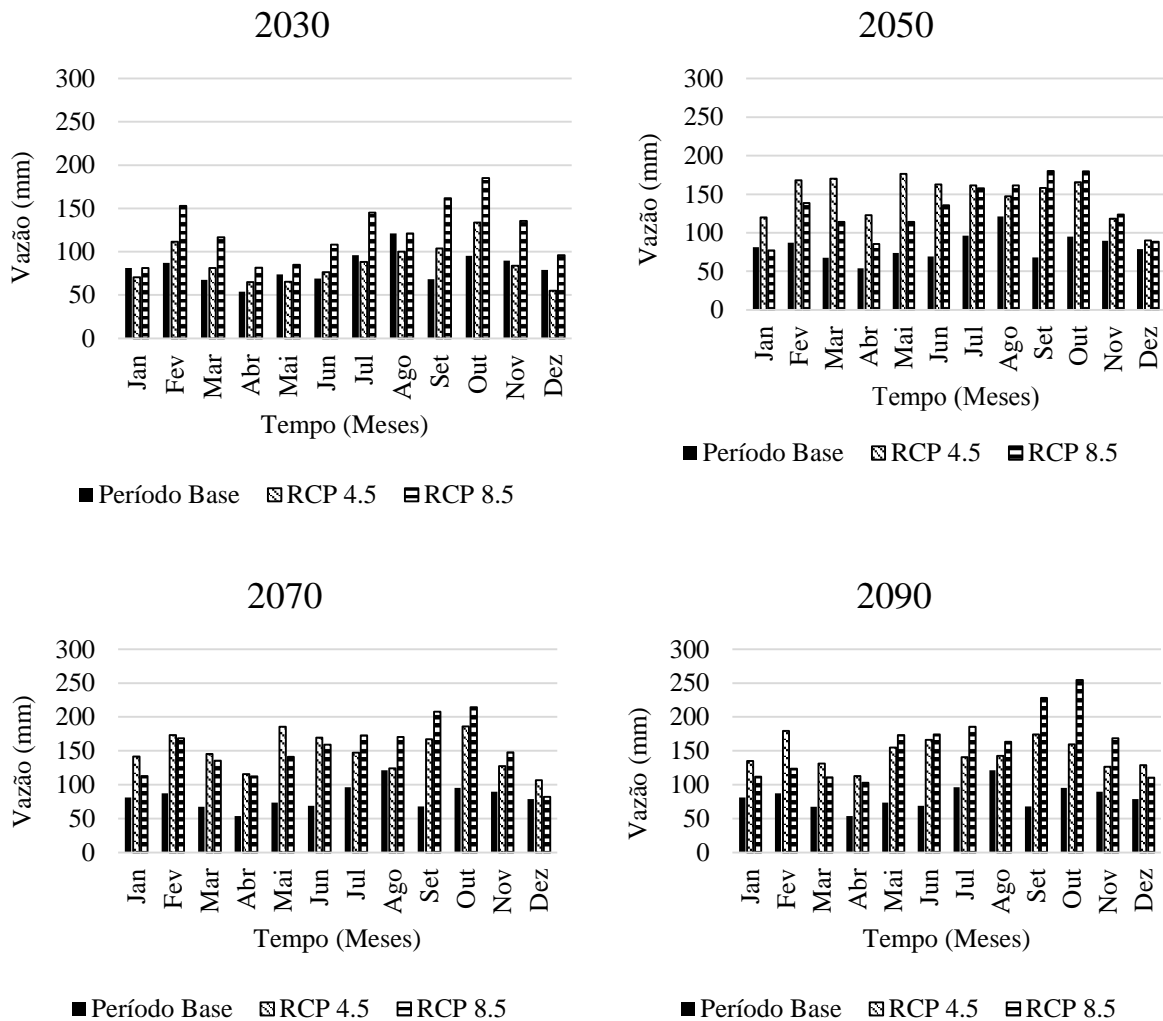 2030
300
250
200
150
100
50
0
Vazão (mm)
Jan Fev Mar Abr Mai Jun Jul Ago Set Out Nov Dez
Tempo (Meses)
Período Base RCP 4.5 RCP 8.5
2050
300
250
200
150
100
50
0
Vazão (mm)
Jan Fev Mar Abr Mai Jun Jul Ago Set Out Nov Dez
Tempo (Meses)
Período Base RCP 4.5 RCP 8.5
2070
300
250
200
150
100
50
0
Vazão (mm)
Jan Fev Mar Abr Mai Jun Jul Ago Set Out Nov Dez
Tempo (Meses)
Período Base RCP 4.5 RCP 8.5
2090
300
250
200
150
100
50
0
Vazão (mm)
Jan Fev Mar Abr Mai Jun Jul Ago Set Out Nov Dez
Tempo (Meses)
Período Base RCP 4.5 RCP 8.5